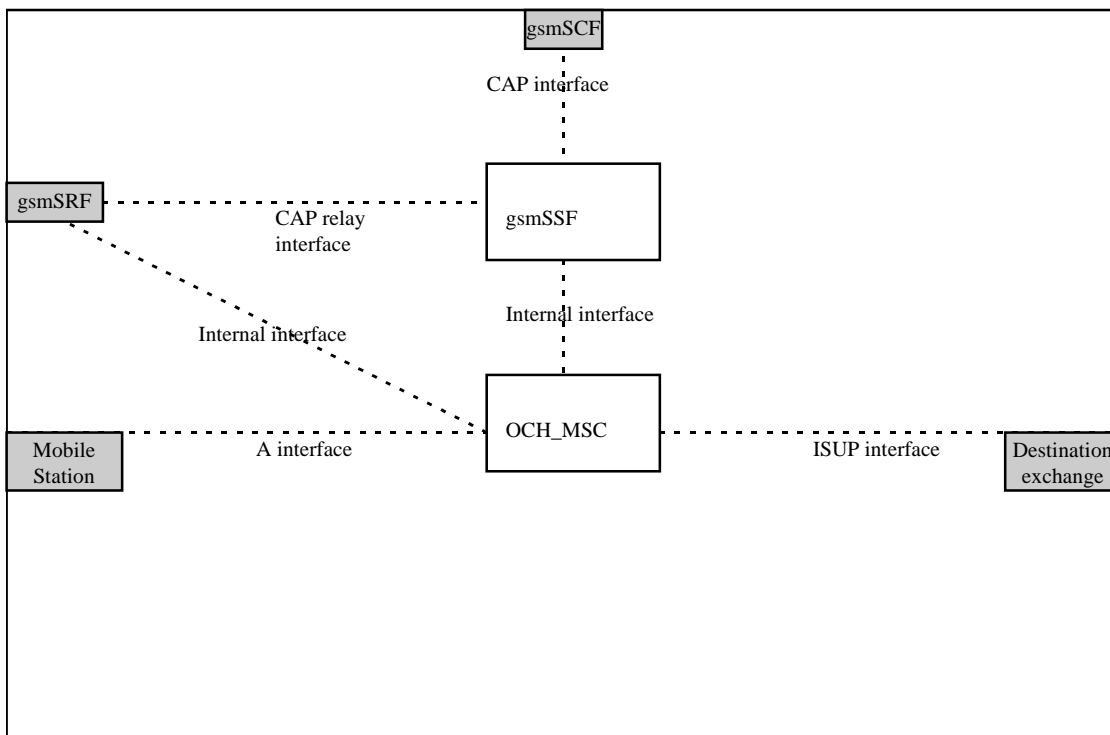 gsmSCF
CAP interface
gsmSRF
CAP relay
interface
gsmSSF
Internal interface
Internal interface
OCH_MSC
Mobile
Station
A interface
ISUP interface
Destination
exchange